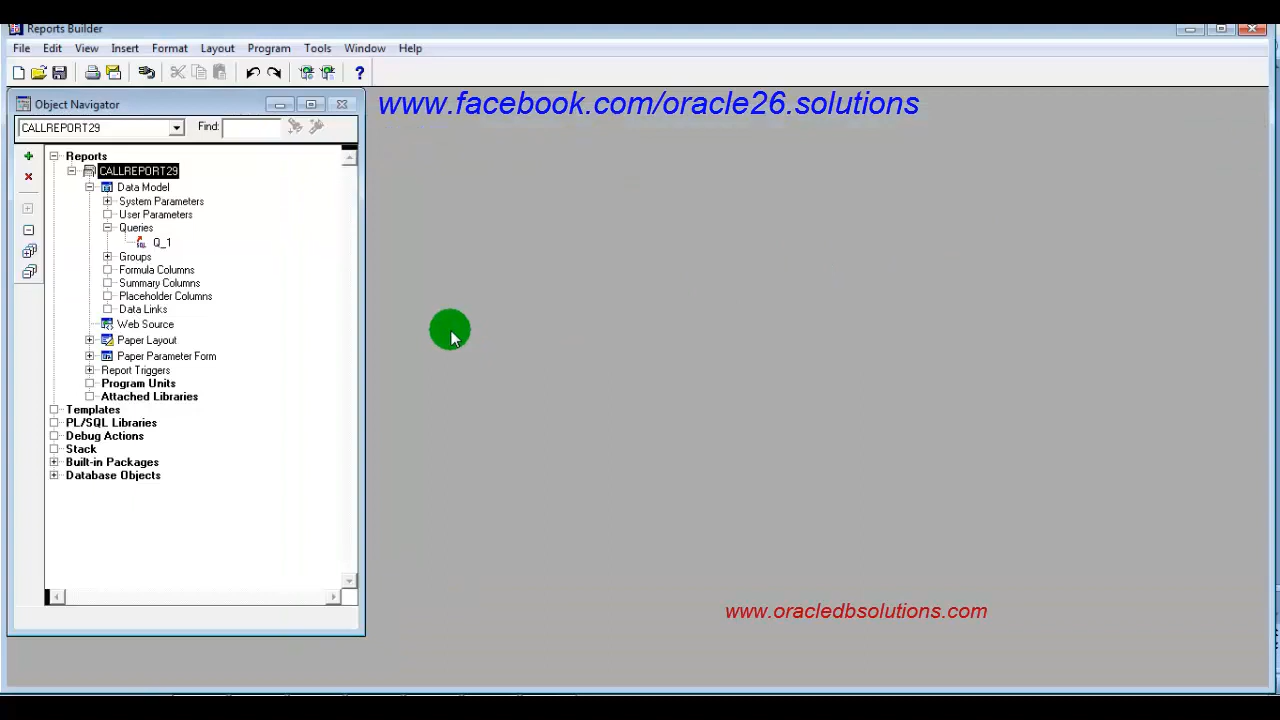 Reports Builder
File Edit View Insert Format Layout Program Tools Window Help
www.facebook.com/oracle26.solutions
Object Navigator
CALLREPORT29 Find:
Reports
CALLREPORT29
Data Model
System Parameters
User Parameters
Queries
SQL Q_1
Groups
Formula Columns
Summary Columns
Placeholder Columns
Data Links
Web Source
Paper Layout
Paper Parameter Form
Report Triggers
Program Units
Attached Libraries
Templates
PL/SQL Libraries
Debug Actions
Stack
Built-in Packages
Database Objects
www.oracledbsolutions.com